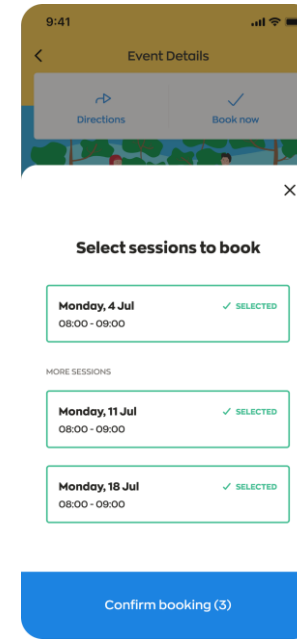 9:41
Event Details
Directions
Book now
Select sessions to book
Monday, 4 Jul
SELECTED
08:00 - 09:00
MORE SESSIONS
Monday, 11 Jul
SELECTED
08:00 - 09:00
Monday, 18 Jul
SELECTED
08:00 - 09:00
Confirm booking (3)